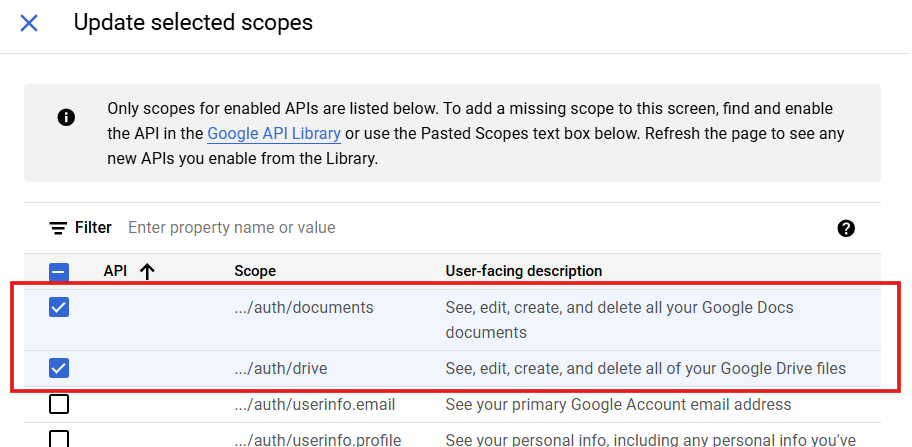 Update selected scopes
Only scopes for enabled APIs are listed below. To add a missing scope to this screen, find and enable
the API in the Google API Library or use the Pasted Scopes text box below. Refresh the page to see any
new APIs you enable from the Library.
Filter Enter property name or value
API Scope User-facing description
.../auth/documents See, edit, create, and delete all your Google Docs
documents
.../auth/drive See, edit, create, and delete all of your Google Drive files
.../auth/userinfo.email See your primary Google Account email address
.../auth/userinfo.profile See your personal info, including any personal info you've